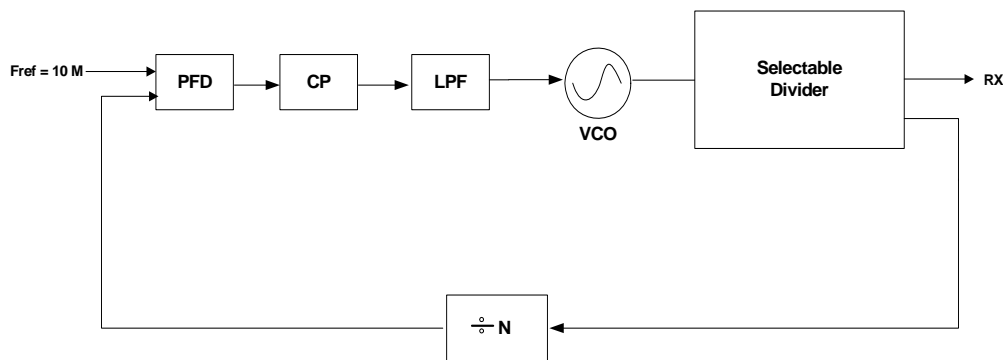 Fref = 10 M
PFD
CP
LPF
VCO
Selectable
Divider
RX
÷ N